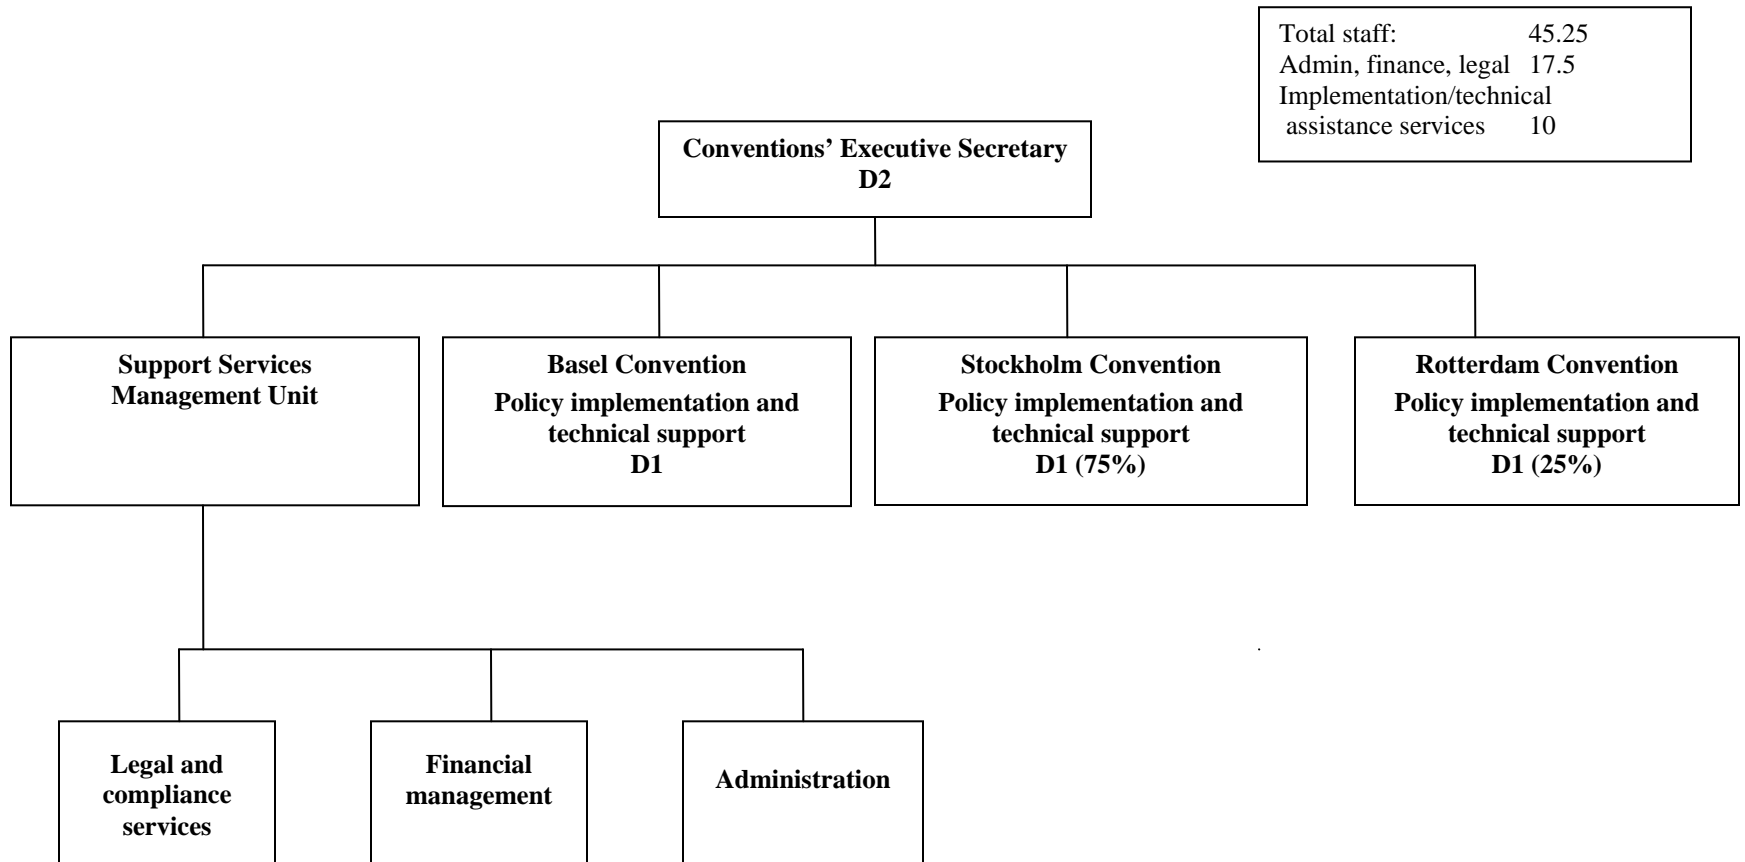 Total staff: 45.25
Admin, finance, legal 17.5
Implementation/technical
assistance services 10
Conventions’ Executive Secretary
D2
Support Services
Management Unit
Basel Convention
Policy implementation and
technical support
D1
Stockholm Convention
Policy implementation and
technical support
D1 (75%)
Rotterdam Convention
Policy implementation and
technical support
D1 (25%)
Legal and
compliance
services
Financial
management
Administration